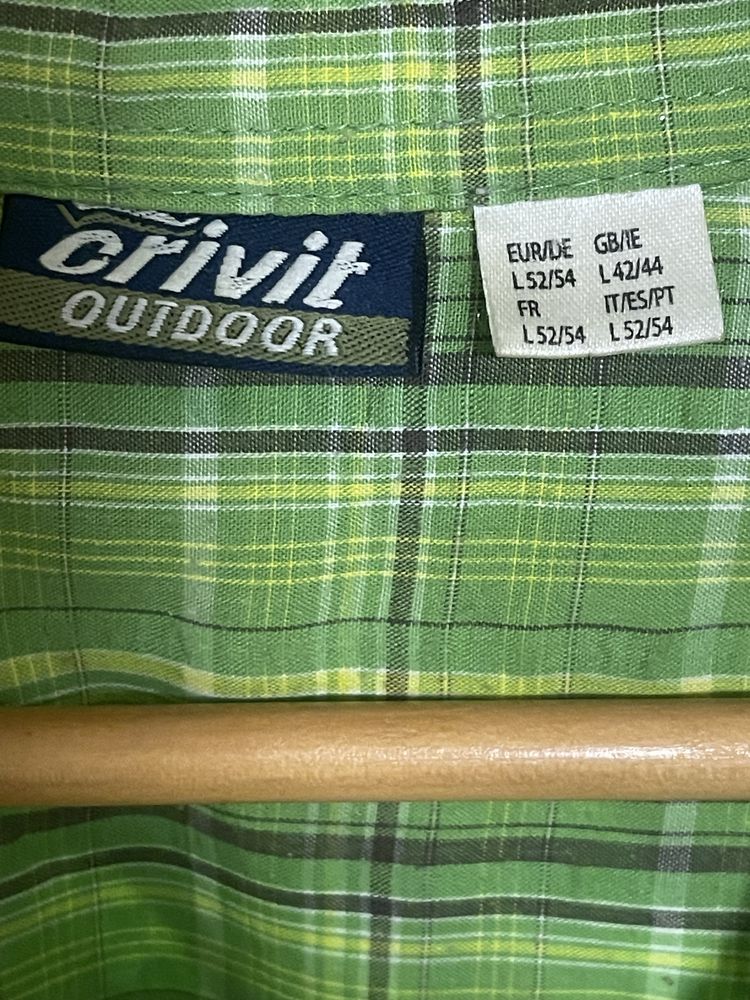 crivit
OUTDOOR
EUR/DE GB/IE
L 52/54 L 42/44
FR IT/ES/PT
L 52/54 L 52/54